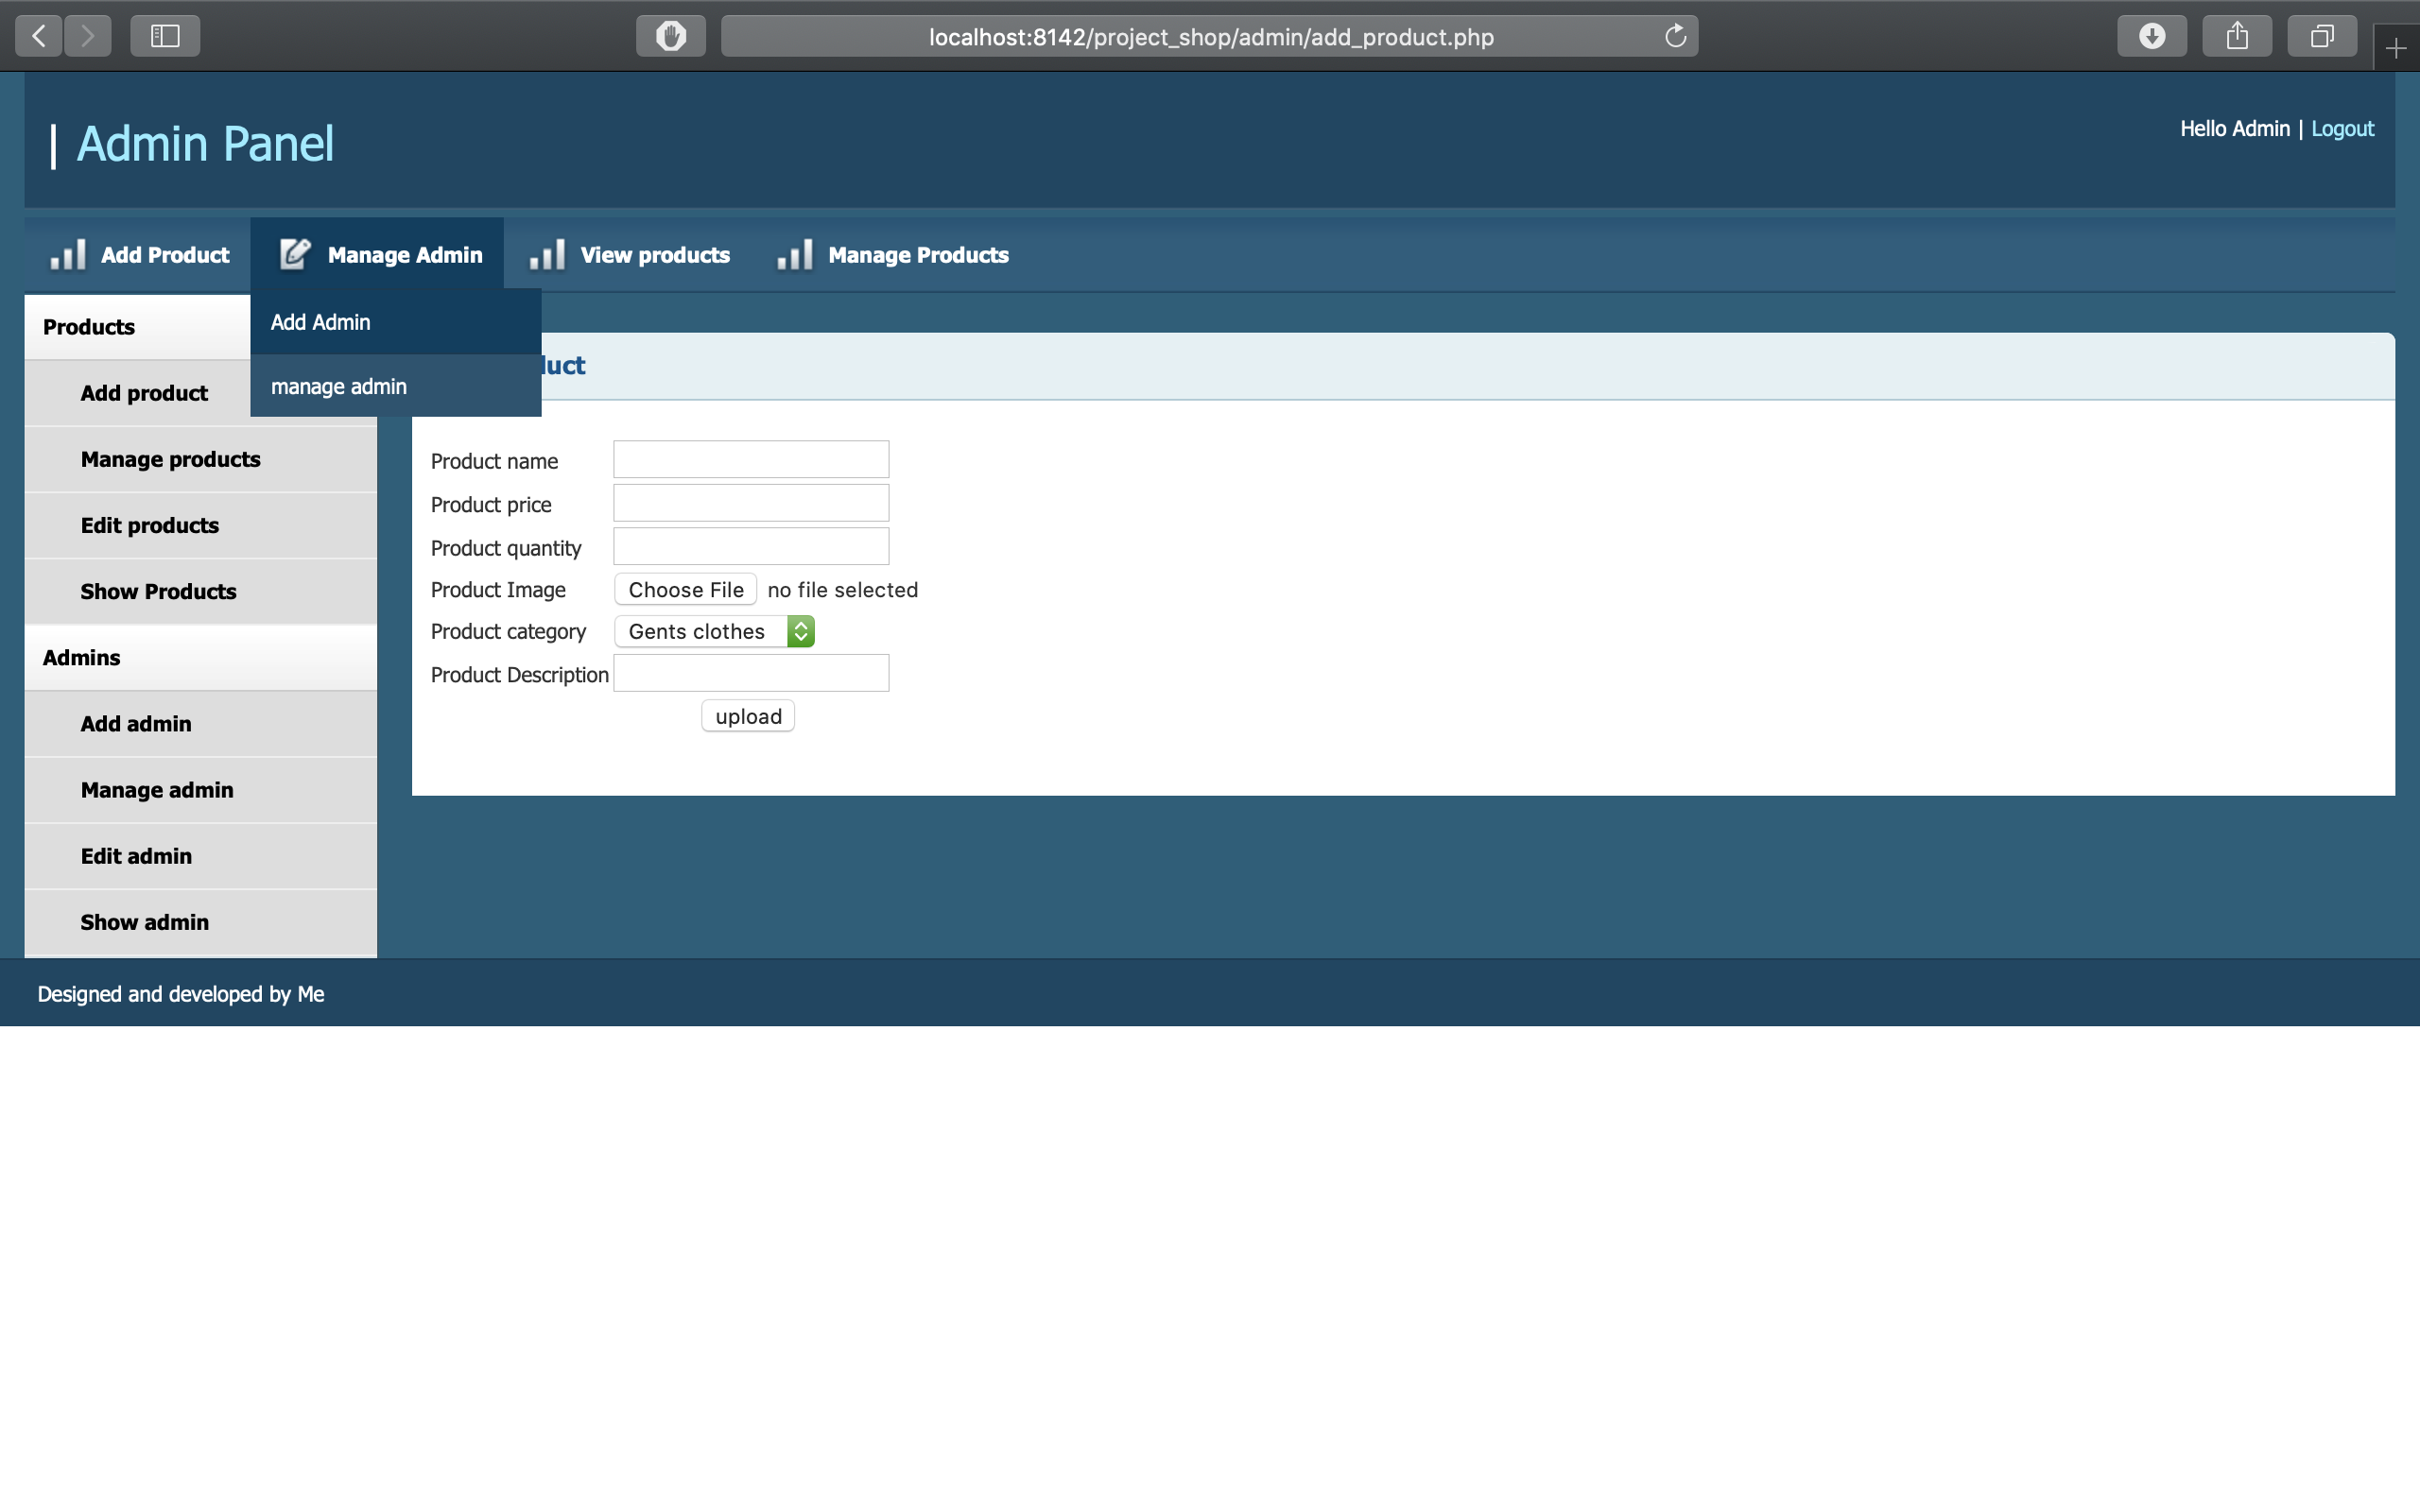 localhost:8142/project_shop/admin/add_product.php
Admin Panel
Hello Admin | Logout
Add Product
Manage Admin
View products
Manage Products
Add Admin
manage admin
Products
Add product
Manage products
Edit products
Show Products
Admins
Add admin
Manage admin
Edit admin
Show admin
uct
Product name
Product price
Product quantity
Product Image Choose File no file selected
Product category Gents clothes
Product Description
upload
Designed and developed by Me